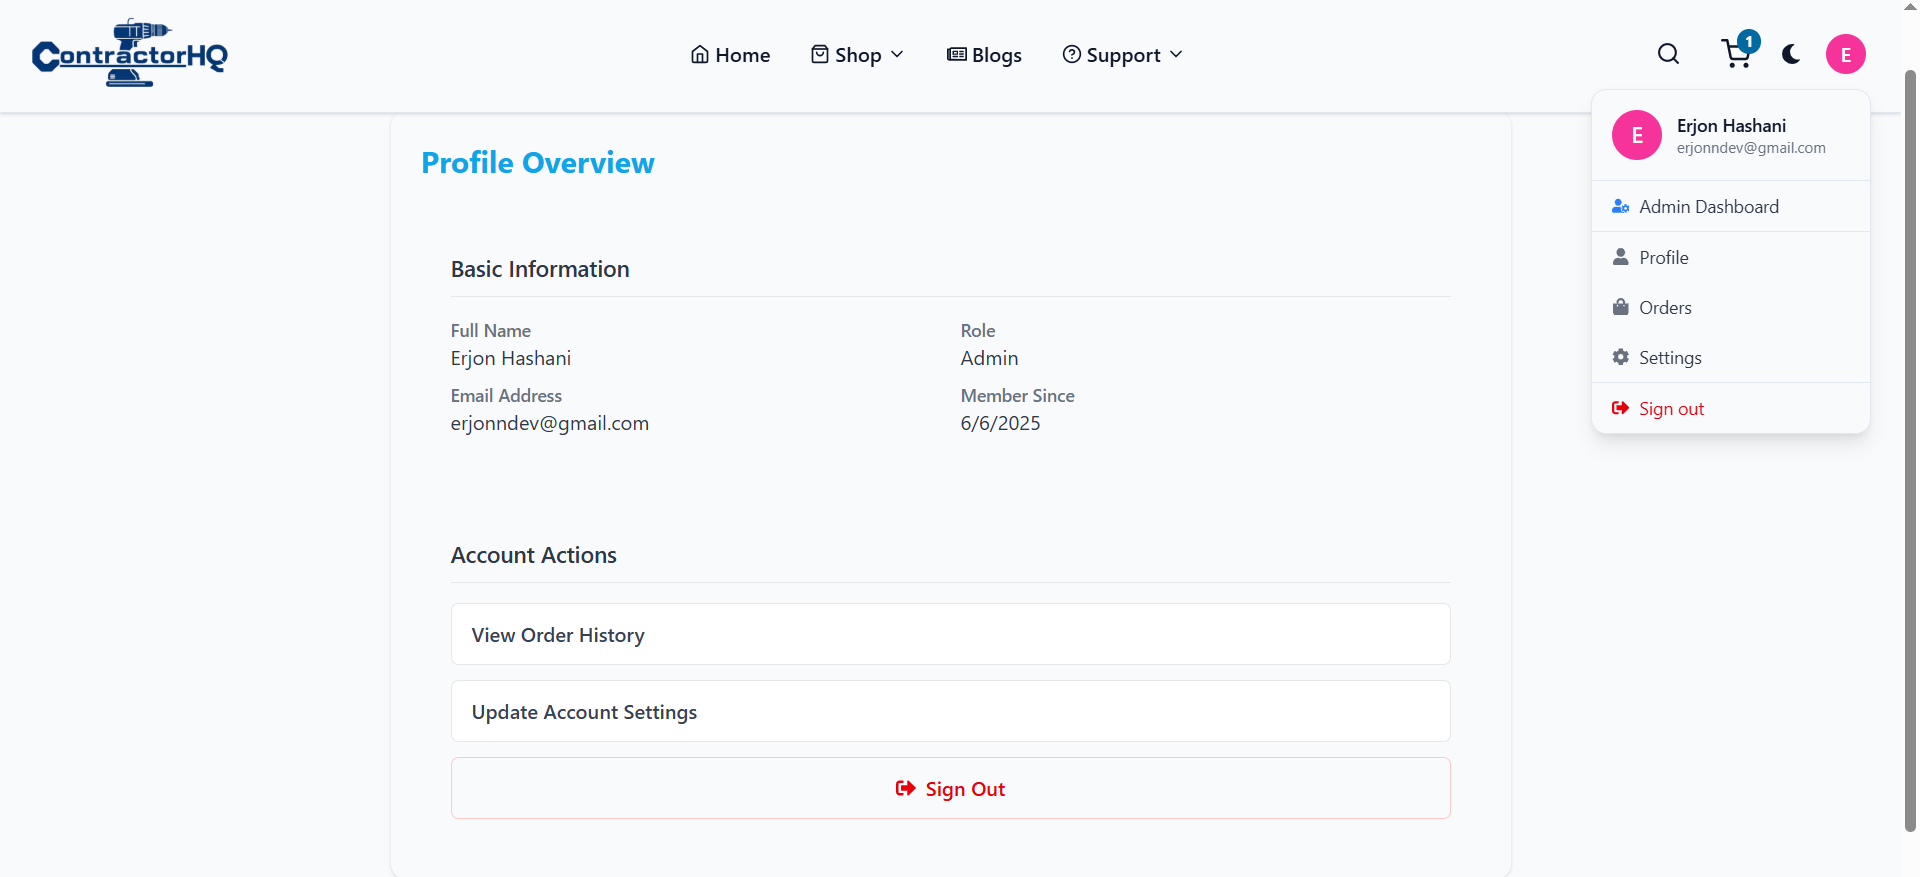 ContractorHQ
Home Shop Blogs Support
1
E
E
Erjon Hashani
erjonndev@gmail.com
Admin Dashboard
Profile
Orders
Settings
Sign out
Profile Overview
Basic Information
Full Name
Erjon Hashani
Role
Admin
Email Address
erjonndev@gmail.com
Member Since
6/6/2025
Account Actions
View Order History
Update Account Settings
Sign Out